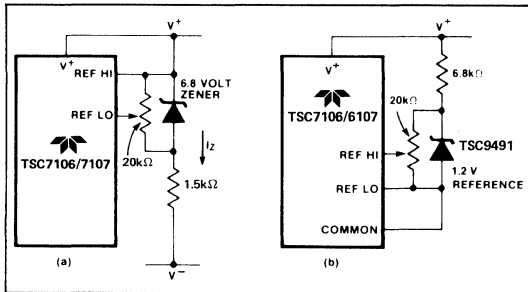 V+
V+
REF HI
REF LO
TSC7106/7107
20kΩ
6.8 VOLT
ZENER
IZ
1.5kΩ
V−
(a)
V+
V+
TSC7106/6107
REF HI
REF LO
COMMON
20kΩ
6.8kΩ
TSC9491
1.2 V
REFERENCE
(b)